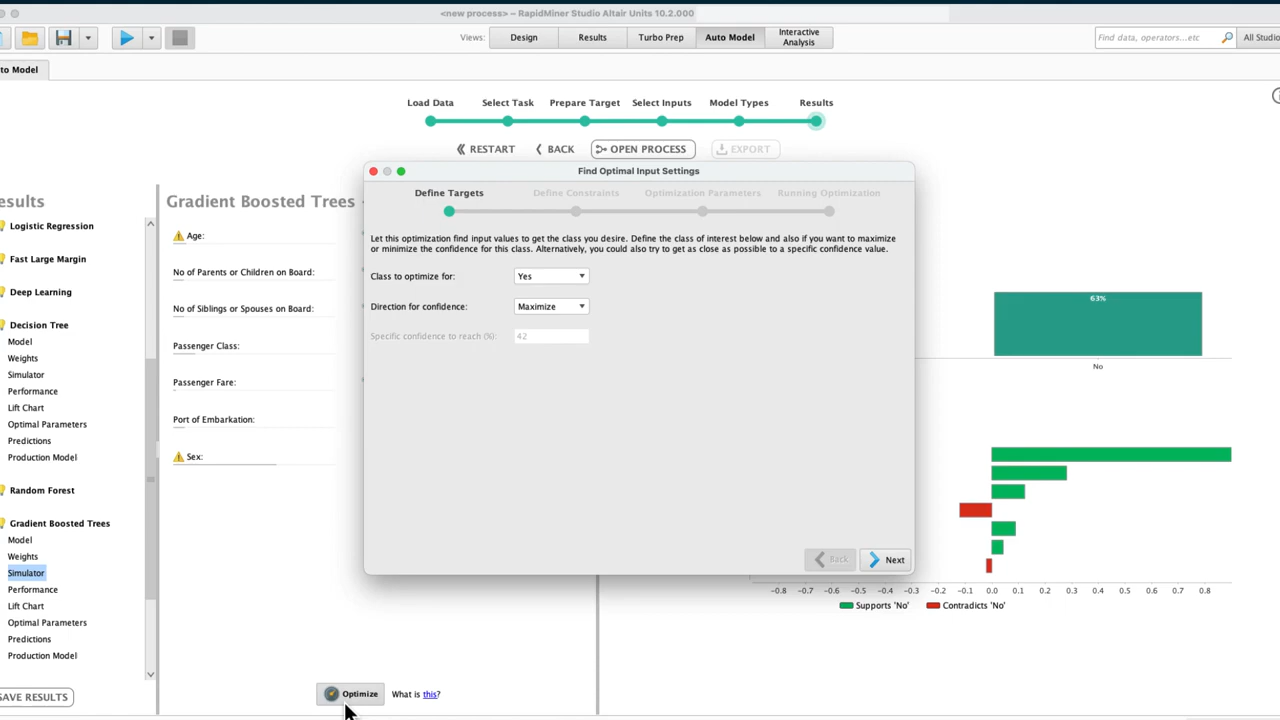 <new process> – RapidMiner Studio Altair Units 10.2.000
Views:
Design
Results
Turbo Prep
Auto Model
Interactive
Analysis
Find data, operators...etc
All Studio
to Model
Load Data
Select Task
Prepare Target
Select Inputs
Model Types
Results
RESTART
BACK
OPEN PROCESS
EXPORT
esults
Logistic Regression
Fast Large Margin
Deep Learning
Decision Tree
Model
Weights
Simulator
Performance
Lift Chart
Optimal Parameters
Predictions
Production Model
Random Forest
Gradient Boosted Trees
Model
Weights
Simulator
Performance
Lift Chart
Optimal Parameters
Predictions
Production Model
SAVE RESULTS
Gradient Boosted Trees
Age:
No of Parents or Children on Board:
No of Siblings or Spouses on Board:
Passenger Class:
Passenger Fare:
Port of Embarkation:
Sex:
Optimize
What is this?
Find Optimal Input Settings
Define Targets
Define Constraints
Optimization Parameters
Running Optimization
Let this optimization find input values to get the class you desire. Define the class of interest below and also if you want to maximize
or minimize the confidence for this class. Alternatively, you could also try to get as close as possible to a specific confidence value.
Class to optimize for:
Yes
Direction for confidence:
Maximize
Specific confidence to reach (%):
42
Back
Next
63%
No
−0.8 −0.7 −0.6 −0.5 −0.4 −0.3 −0.2 −0.1 0.0 0.1 0.2 0.3 0.4 0.5 0.6 0.7 0.8
Supports 'No'
Contradicts 'No'